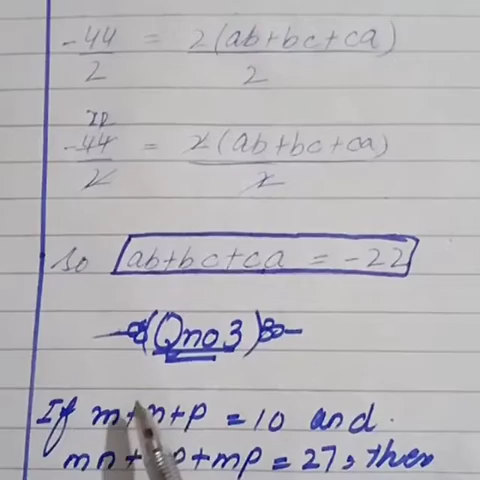 -44/2 = 2(ab+bc+ca)/2
-44/2 = 2(ab+bc+ca)/2
so ab+bc+ca = -22
(Qno3)
If m+n+p = 10 and
mn+ p+mp = 27, then